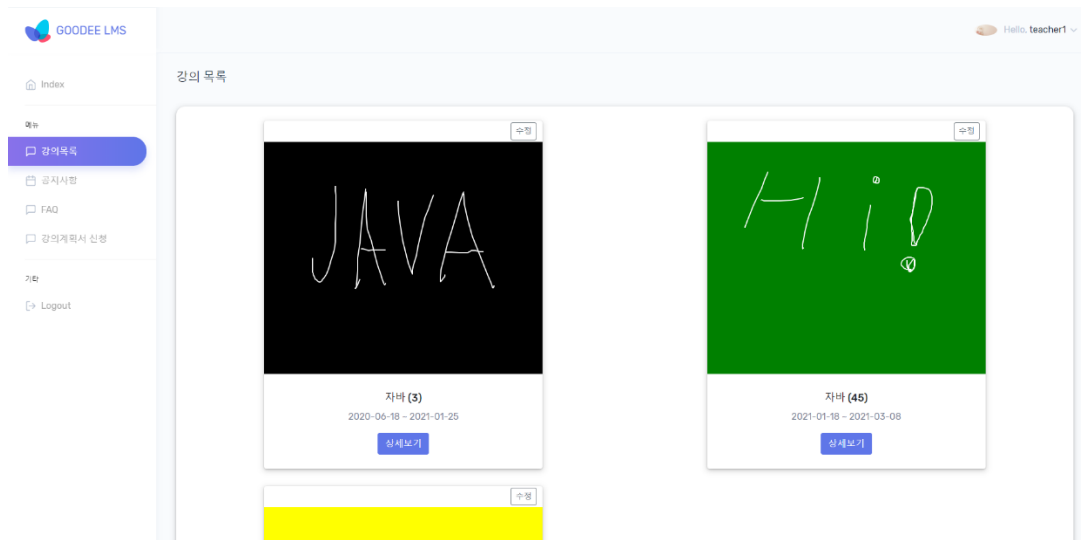 GOODEE LMS
Hello, teacher1
Index
메뉴
강의목록
공지사항
FAQ
강의계획서 신청
기타
Logout
강의 목록
수정
JAVA
자바 (3)
2020-06-18 ~ 2021-01-25
상세보기
수정
Hi!
자바 (45)
2021-01-18 ~ 2021-03-08
상세보기
수정